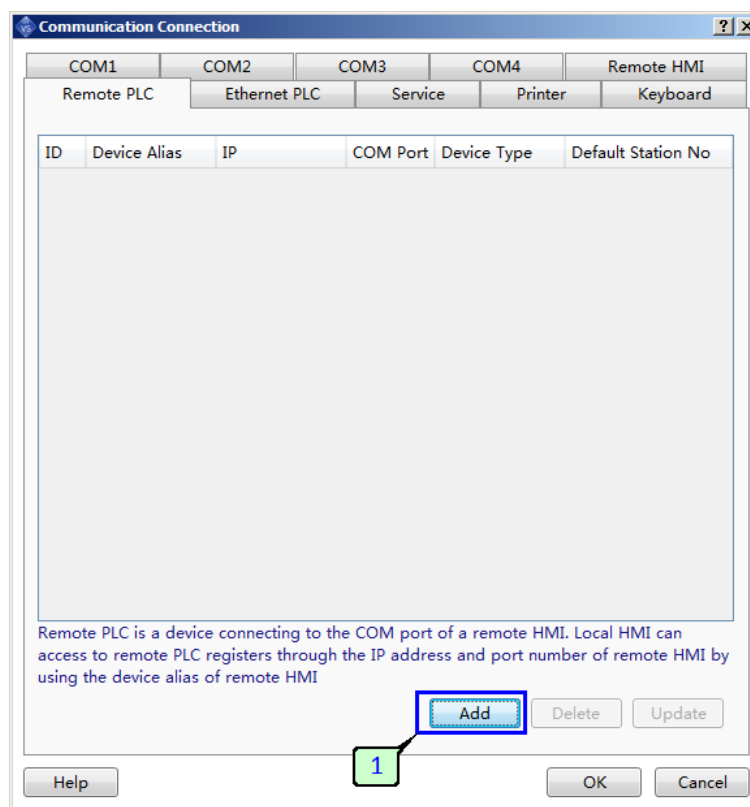 Communication Connection
COM1 COM2 COM3 COM4 Remote HMI
Remote PLC Ethernet PLC Service Printer Keyboard
ID Device Alias IP COM Port Device Type Default Station No
Remote PLC is a device connecting to the COM port of a remote HMI. Local HMI can
access to remote PLC registers through the IP address and port number of remote HMI by
using the device alias of remote HMI
Add Delete Update
1
Help OK Cancel